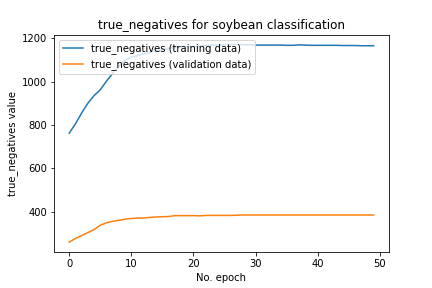 true_negatives for soybean classification
1200
1000
800
600
400
true_negatives value
true_negatives (training data)
true_negatives (validation data)
0
10
20
30
40
50
No. epoch